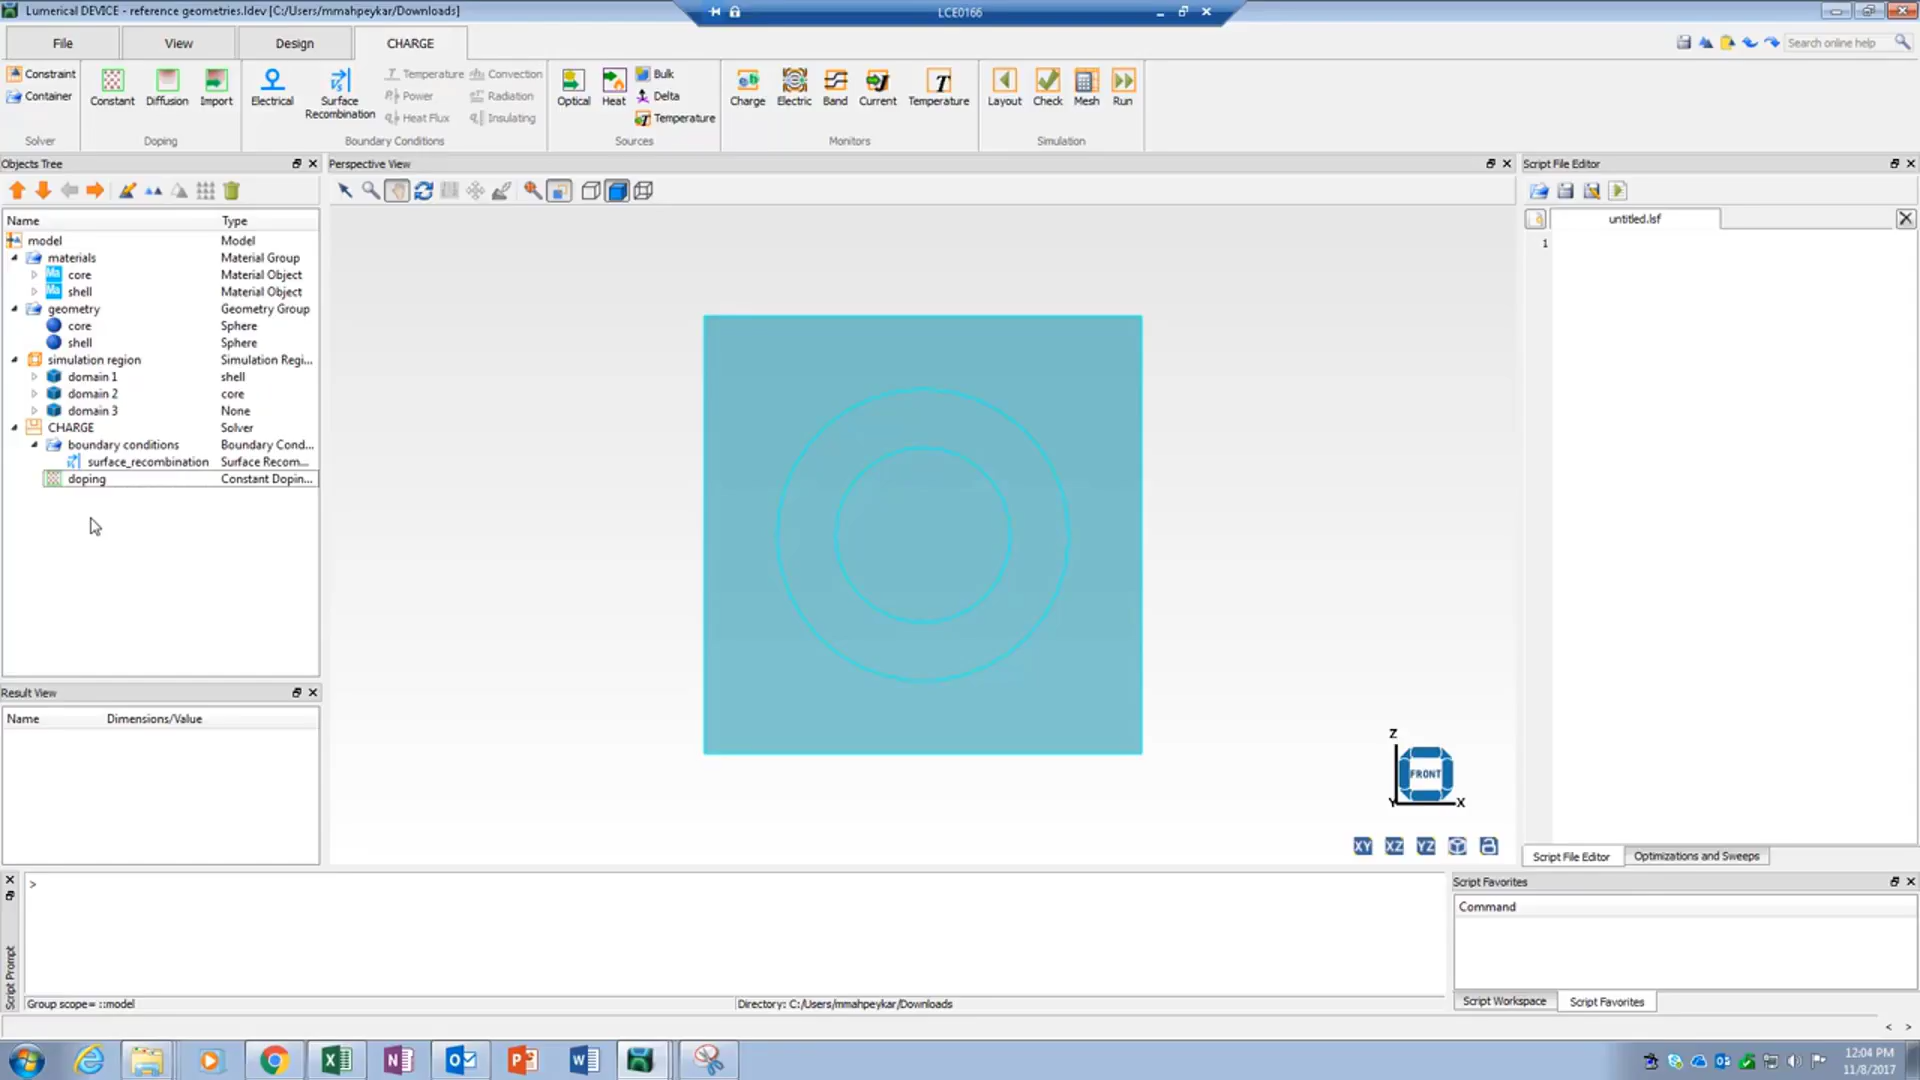 Lumerical DEVICE - reference geometries.ldev [C:/Users/mmahpeykar/Downloads]
LCE0166
File
View
Design
CHARGE
Search online help
Constraint
Container
Solver
Constant
Diffusion
Import
Doping
Electrical
Surface
Recombination
Temperature
Power
Heat Flux
Convection
Radiation
Insulating
Boundary Conditions
Optical
Heat
Bulk
Delta
Temperature
Sources
Charge
Electric
Band
Current
Temperature
Monitors
Layout
Check
Mesh
Run
Simulation
Objects Tree
Name Type
model Model
materials Material Group
core Material Object
shell Material Object
geometry Geometry Group
core Sphere
shell Sphere
simulation region Simulation Regi...
domain 1 shell
domain 2 core
domain 3 None
CHARGE Solver
boundary conditions Boundary Cond...
surface_recombination Surface Recom...
doping Constant Dopin...
Result View
Name Dimensions/Value
Perspective View
Z
FRONT
Y
X
XY
XZ
YZ
Script File Editor
untitled.lsf
1
Script File Editor
Optimizations and Sweeps
Script Prompt
>
Group scope= ::model
Directory: C:/Users/mmahpeykar/Downloads
Script Favorites
Command
Script Workspace
Script Favorites
12:04 PM
11/8/2017